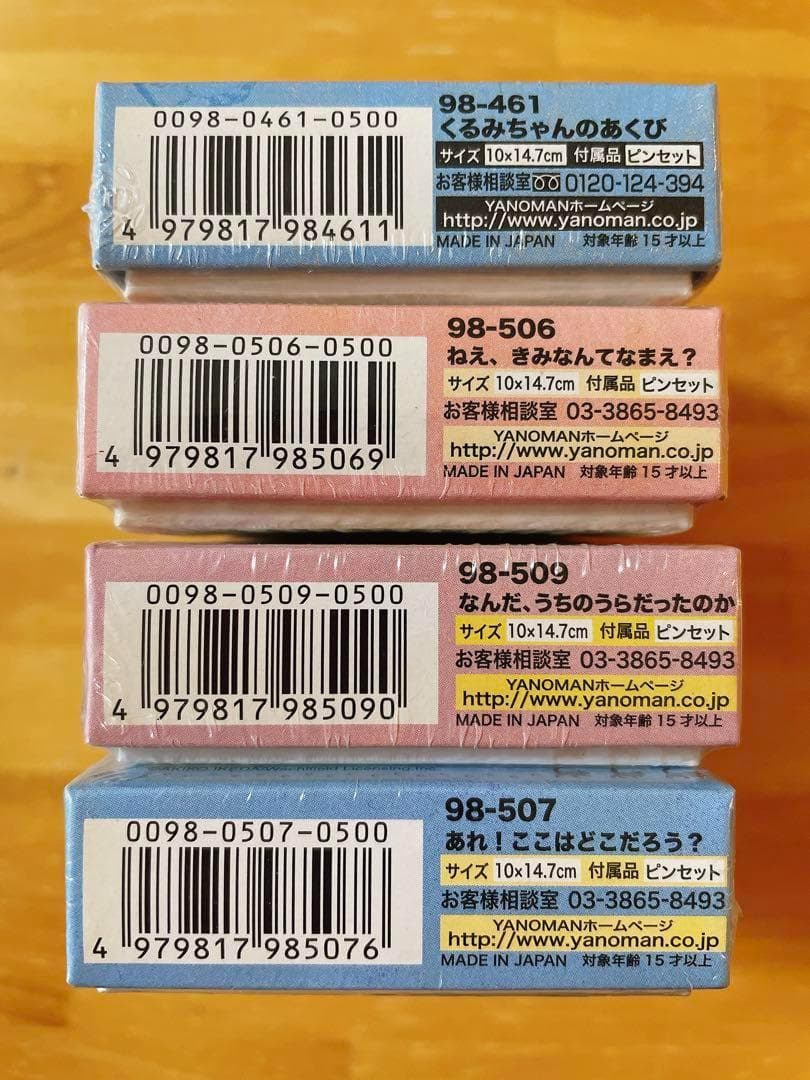 0098-0461-0500
4 979817 984611
98-461
くるみちゃんのあくび
サイズ 10×14.7cm 付属品 ピンセット
お客様相談室 0120-124-394
YANOMANホームページ
http://www.yanoman.co.jp
MADE IN JAPAN 対象年齢 15才以上
0098-0506-0500
4 979817 985069
98-506
ねえ、きみなんてなまえ？
サイズ 10×14.7cm 付属品 ピンセット
お客様相談室 03-3865-8493
YANOMANホームページ
http://www.yanoman.co.jp
MADE IN JAPAN 対象年齢 15才以上
0098-0509-0500
4 979817 985090
98-509
なんだ、うちのうらだったのか
サイズ 10×14.7cm 付属品 ピンセット
お客様相談室 03-3865-8493
YANOMANホームページ
http://www.yanoman.co.jp
MADE IN JAPAN 対象年齢 15才以上
Licensing Inc.
0098-0507-0500
4 979817 985076
98-507
あれ！ここはどこだろう？
サイズ 10×14.7cm 付属品 ピンセット
お客様相談室 03-3865-8493
YANOMANホームページ
http://www.yanoman.co.jp
MADE IN JAPAN 対象年齢 15才以上